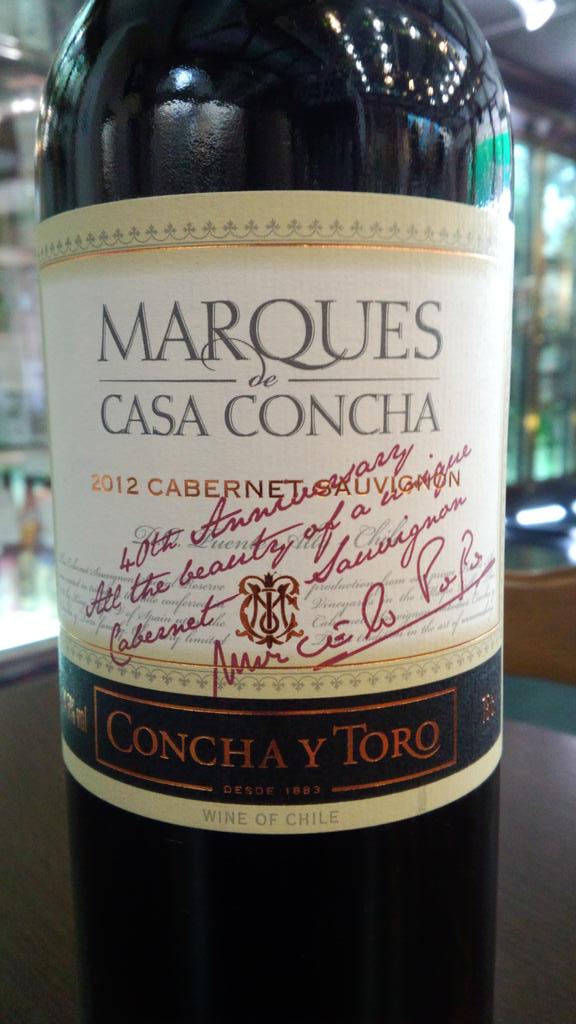 MARQUES
de
CASA CONCHA
2012 CABERNET SAUVIGNON
40th Anniversary
All the beauty of a unique
Cabernet Sauvignon
CONCHA Y TORO
DESDE 1883
WINE OF CHILE